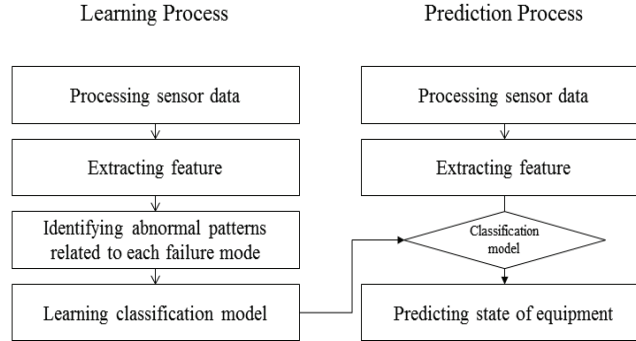 Learning Process
Processing sensor data
Extracting feature
Identifying abnormal patterns
related to each failure mode
Learning classification model
Prediction Process
Processing sensor data
Extracting feature
Classification
model
Predicting state of equipment